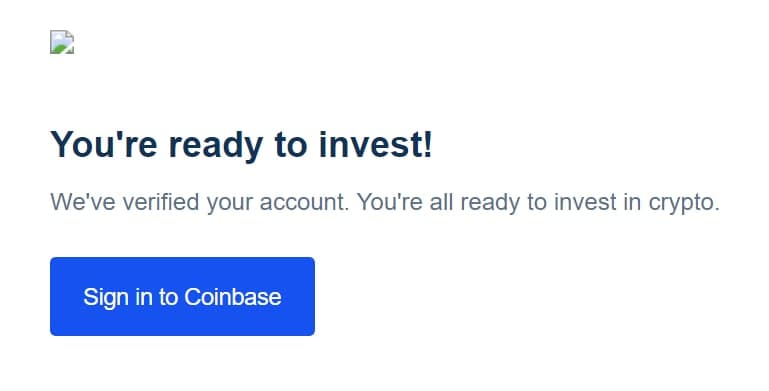 You're ready to invest!
We've verified your account. You're all ready to invest in crypto.
Sign in to Coinbase